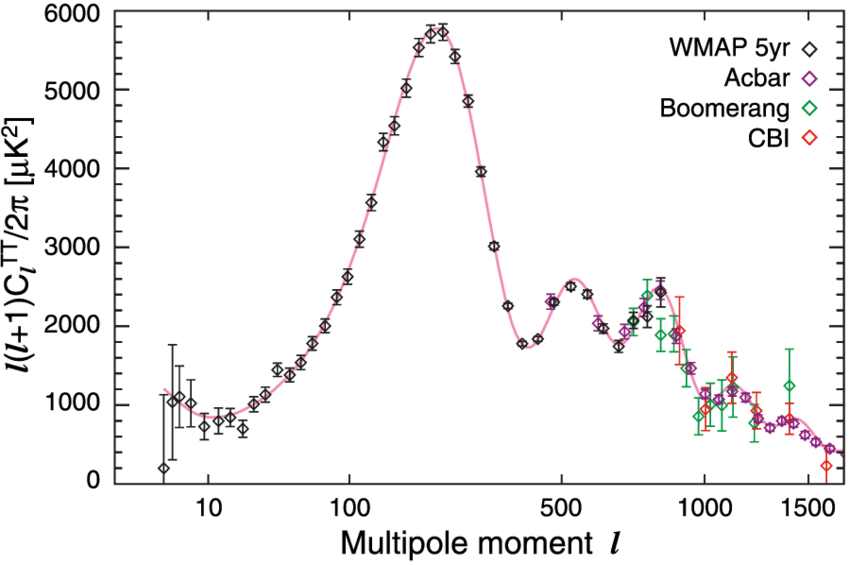 6000
5000
4000
3000
2000
1000
0
l(l+1)C_l^TT/2π [μK²]
WMAP 5yr
Acbar
Boomerang
CBI
10 100 500 1000 1500
Multipole moment l